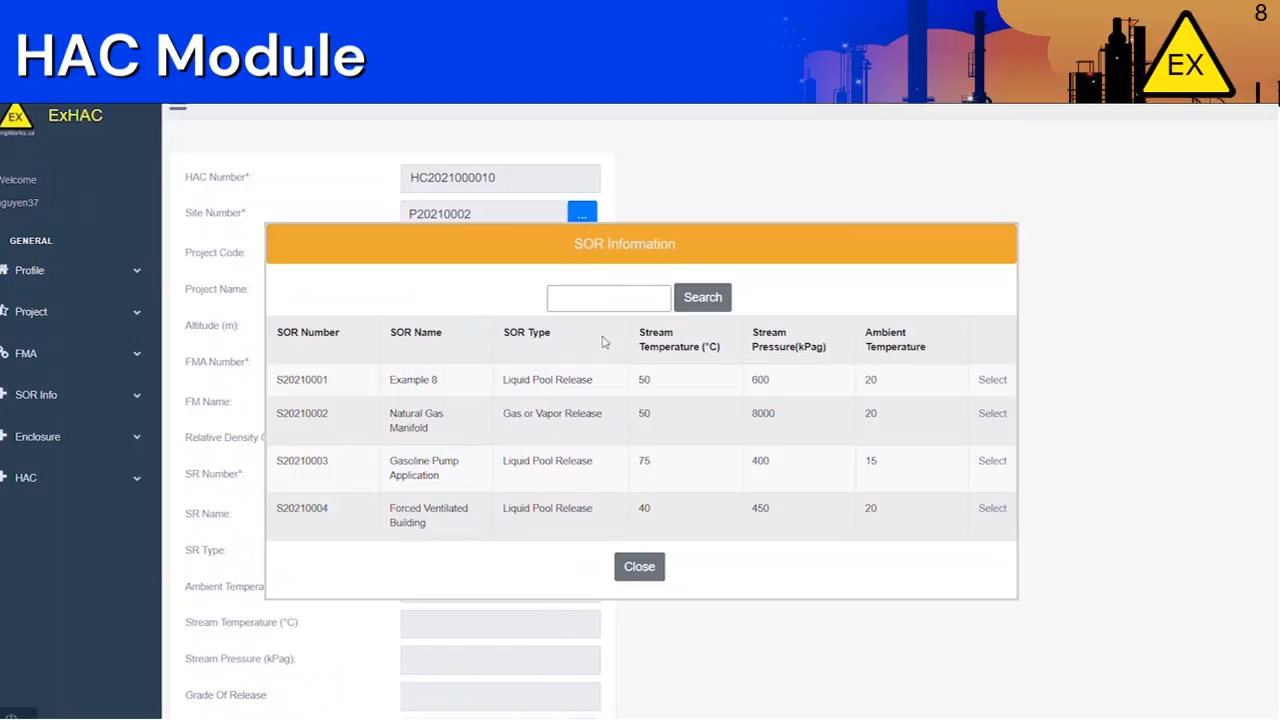 8
HAC Module
EX
EX
ExHAC
Welcome
nguyen37
GENERAL
Profile
Project
FMA
SOR Info
Enclosure
HAC
HAC Number*:
HC2021000010
Site Number*:
P20210002
...
Project Code:
Project Name:
Altitude (m):
FMA Number*:
FM Name:
Relative Density
SR Number*:
SR Name:
SR Type:
Ambient Tempera
Stream Temperature (°C):
Stream Pressure (kPag):
Grade Of Release
SOR Information
Search
SOR Number SOR Name SOR Type Stream Temperature (°C) Stream Pressure(kPag) Ambient Temperature
S20210001 Example 8 Liquid Pool Release 50 600 20 Select
S20210002 Natural Gas Manifold Gas or Vapor Release 50 8000 20 Select
S20210003 Gasoline Pump Application Liquid Pool Release 75 400 15 Select
S20210004 Forced Ventilated Building Liquid Pool Release 40 450 20 Select
Close